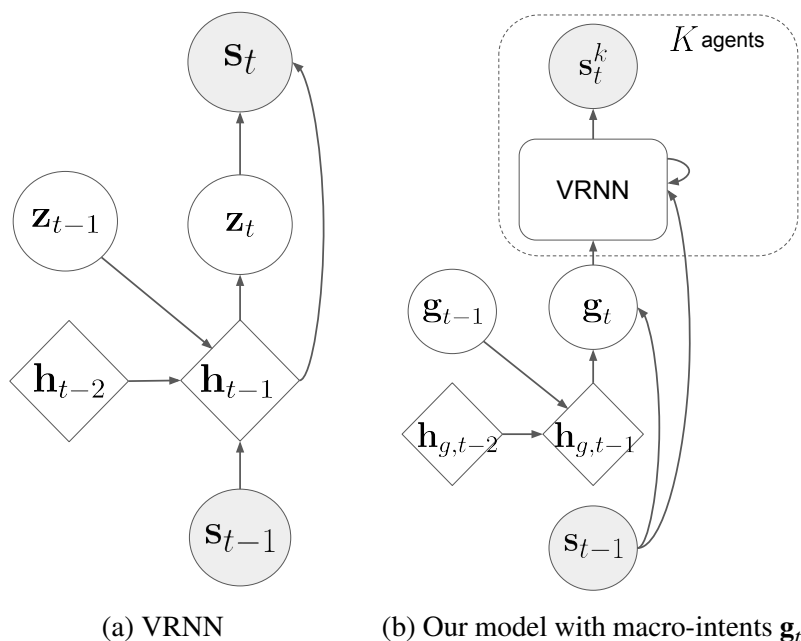 s_t
z_{t−1}
z_t
h_{t−2}
h_{t−1}
s_{t−1}
(a) VRNN
K agents
s_t^k
VRNN
g_{t−1}
g_t
h_{g,t−2}
h_{g,t−1}
s_{t−1}
(b) Our model with macro-intents g_t